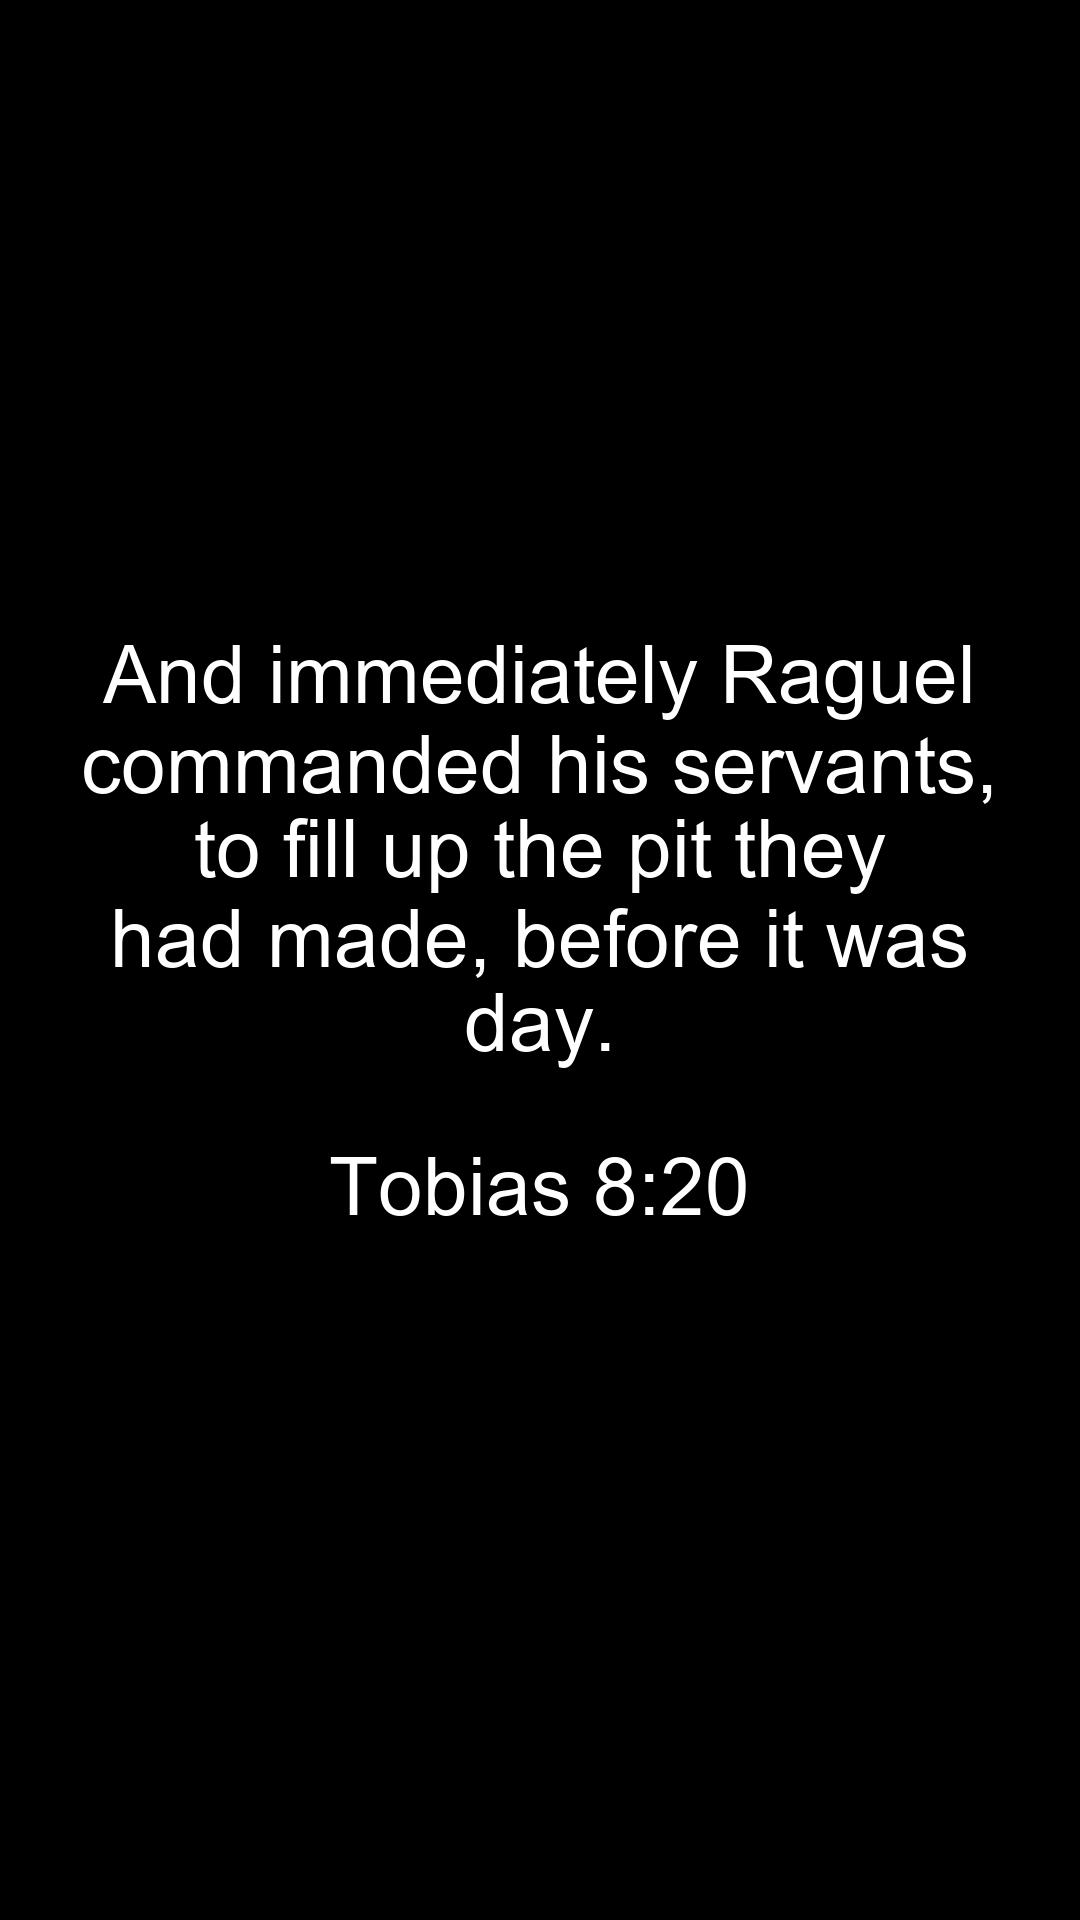 And immediately Raguel
commanded his servants,
to fill up the pit they
had made, before it was
day.
Tobias 8:20